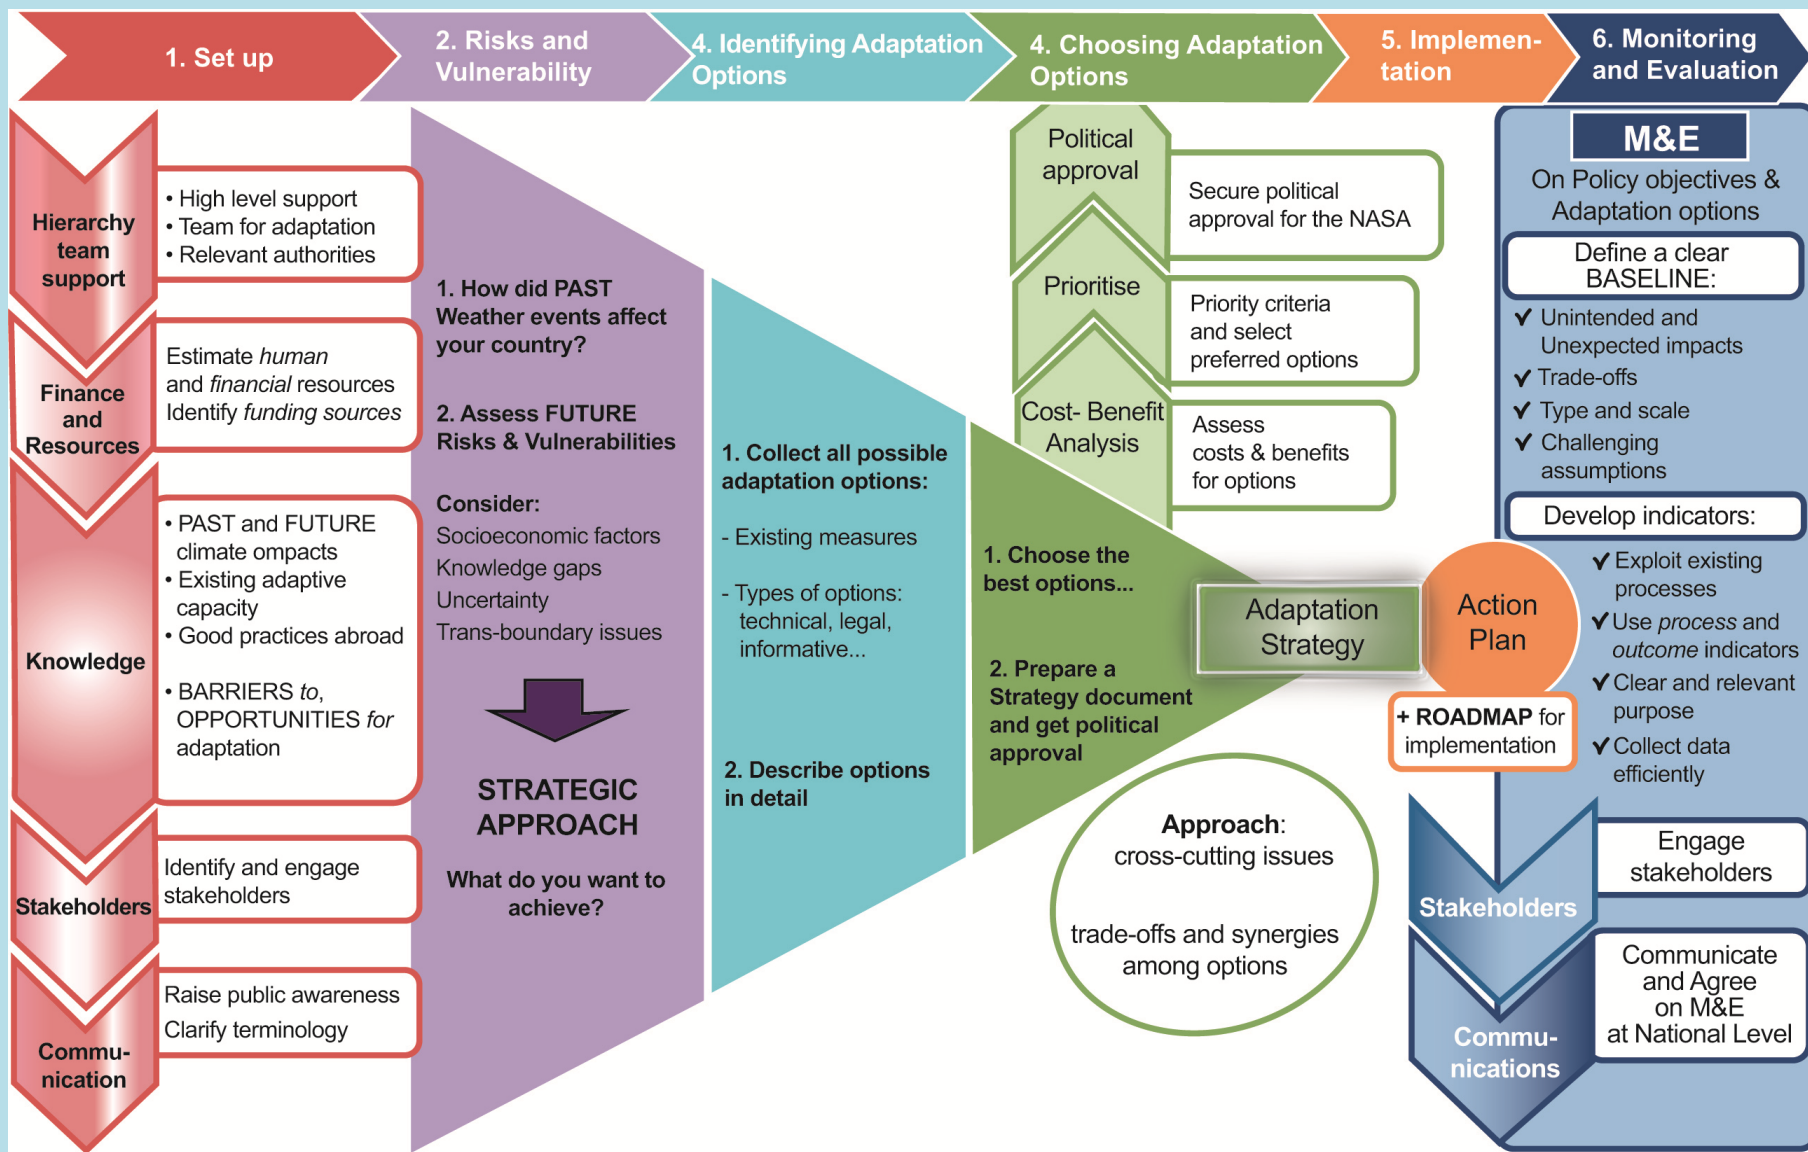 1. Set up
2. Risks and
Vulnerability
4. Identifying Adaptation
Options
4. Choosing Adaptation
Options
5. Implemen-
tation
6. Monitoring
and Evaluation
Hierarchy
team
support
• High level support
• Team for adaptation
• Relevant authorities
Finance
and
Resources
Estimate human
and financial resources
Identify funding sources
Knowledge
• PAST and FUTURE
climate ompacts
• Existing adaptive
capacity
• Good practices abroad
• BARRIERS to,
OPPORTUNITIES for
adaptation
Stakeholders
Identify and engage
stakeholders
Commu-
nication
Raise public awareness
Clarify terminology
1. How did PAST
Weather events affect
your country?
2. Assess FUTURE
Risks & Vulnerabilities
Consider:
Socioeconomic factors
Knowledge gaps
Uncertainty
Trans-boundary issues
STRATEGIC
APPROACH
What do you want to
achieve?
1. Collect all possible
adaptation options:
- Existing measures
- Types of options:
technical, legal,
informative...
2. Describe options
in detail
Political
approval
Secure political
approval for the NASA
Prioritise
Priority criteria
and select
preferred options
Cost- Benefit
Analysis
Assess
costs & benefits
for options
1. Choose the
best options...
2. Prepare a
Strategy document
and get political
approval
Adaptation
Strategy
Approach:
cross-cutting issues
trade-offs and synergies
among options
Action
Plan
+ ROADMAP for
implementation
M&E
On Policy objectives &
Adaptation options
Define a clear
BASELINE:
✓ Unintended and
Unexpected impacts
✓ Trade-offs
✓ Type and scale
✓ Challenging
assumptions
Develop indicators:
✓ Exploit existing
processes
✓ Use process and
outcome indicators
✓ Clear and relevant
purpose
✓ Collect data
efficiently
Stakeholders
Engage
stakeholders
Commu-
nications
Communicate
and Agree
on M&E
at National Level